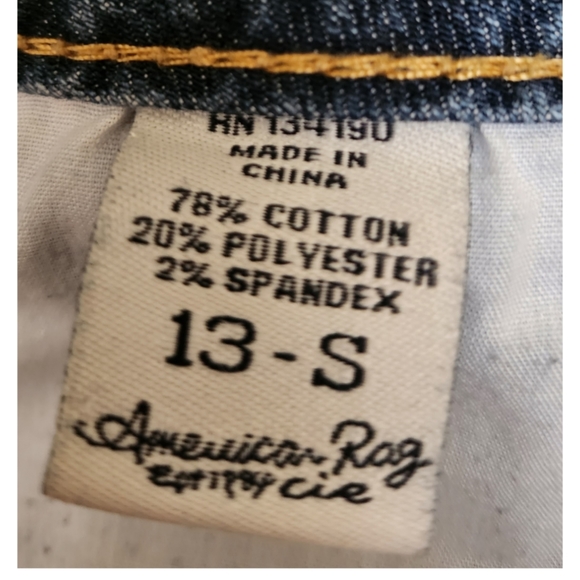 RN 134190
MADE IN
CHINA
78% COTTON
20% POLYESTER
2% SPANDEX
13-S
American Rag
cie